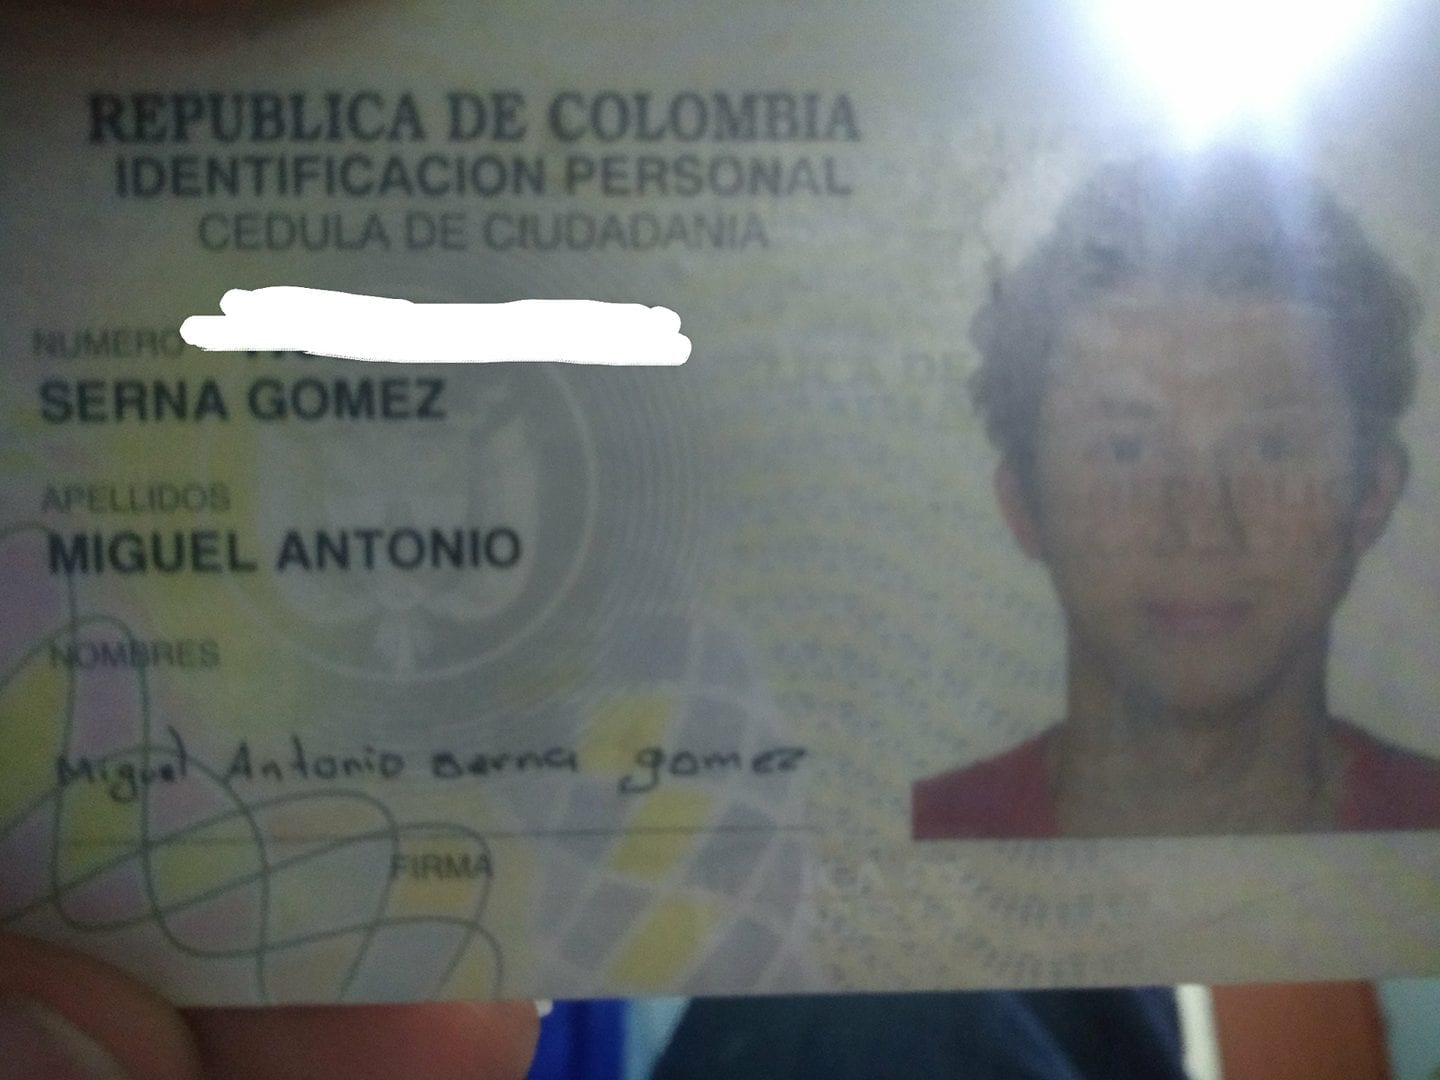 REPUBLICA DE COLOMBIA
IDENTIFICACION PERSONAL
CEDULA DE CIUDADANIA
NUMERO
SERNA GOMEZ
APELLIDOS
MIGUEL ANTONIO
NOMBRES
Miguel Antonio serna gomez
FIRMA